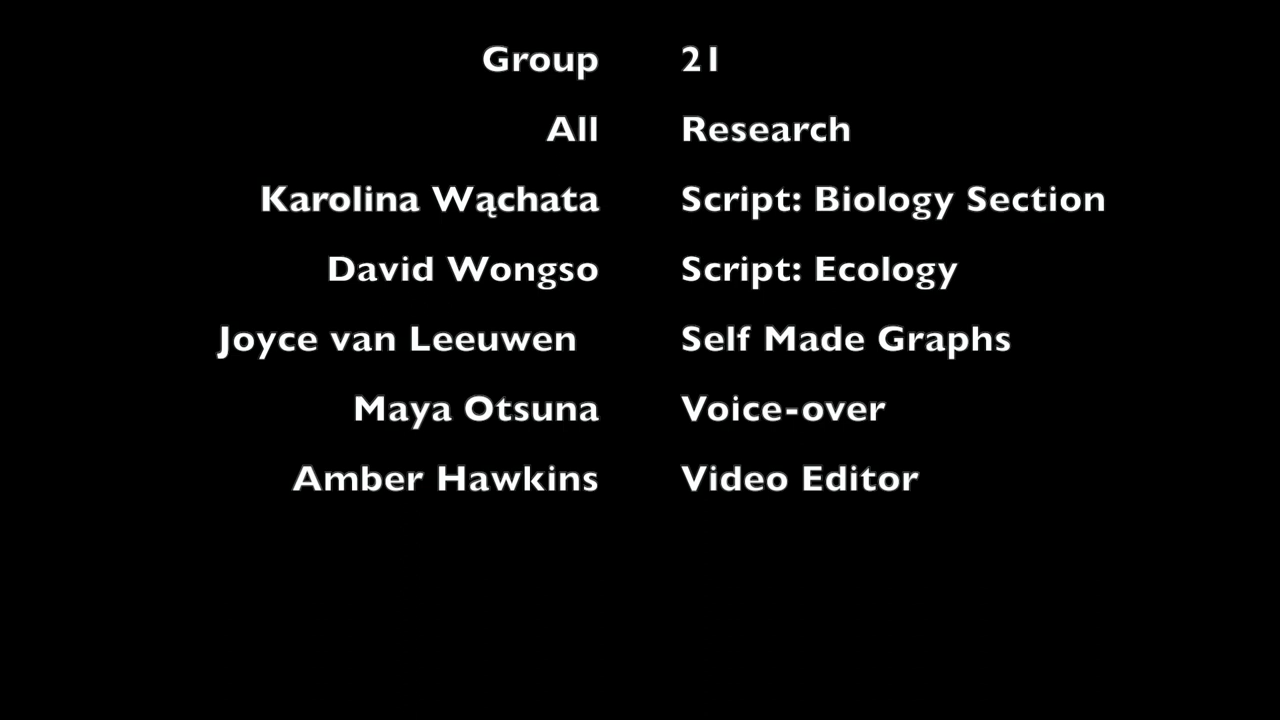 Group 21
All Research
Karolina Wąchata Script: Biology Section
David Wongso Script: Ecology
Joyce van Leeuwen Self Made Graphs
Maya Otsuna Voice-over
Amber Hawkins Video Editor